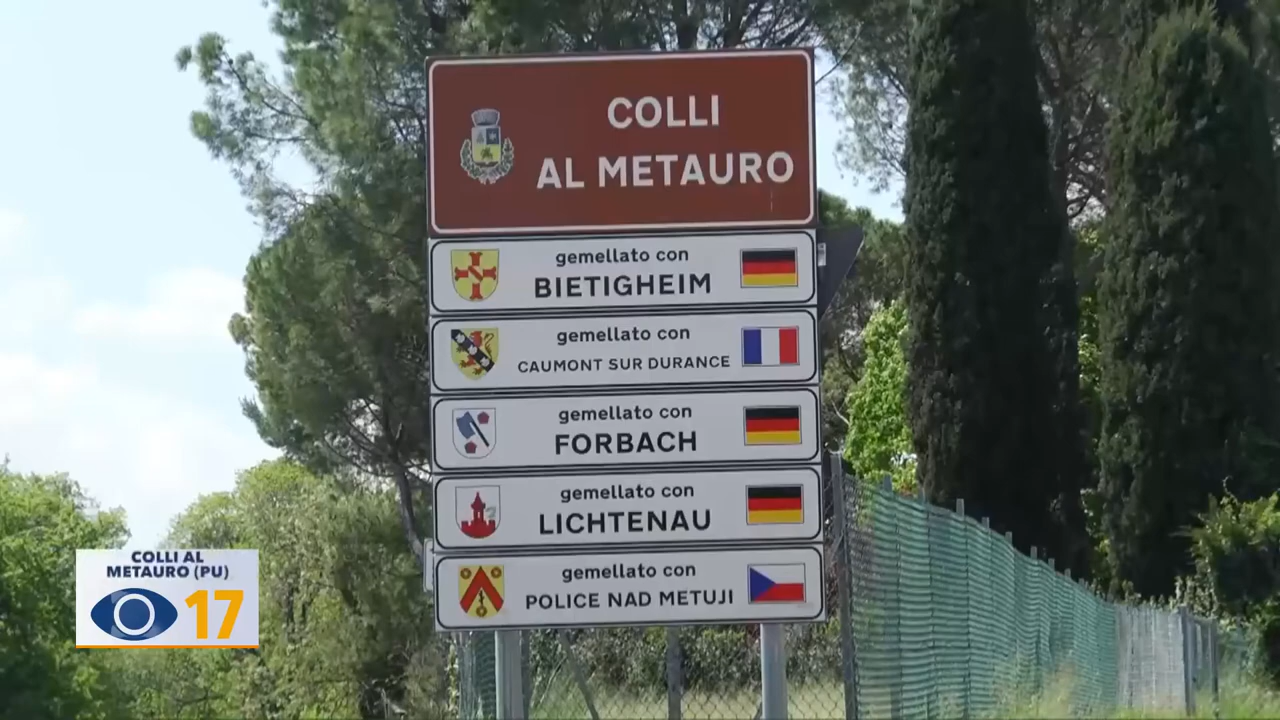 COLLI
AL METAURO
gemellato con
BIETIGHEIM
gemellato con
CAUMONT SUR DURANCE
gemellato con
FORBACH
gemellato con
LICHTENAU
gemellato con
POLICE NAD METUJI
COLLI AL
METAURO (PU)
17